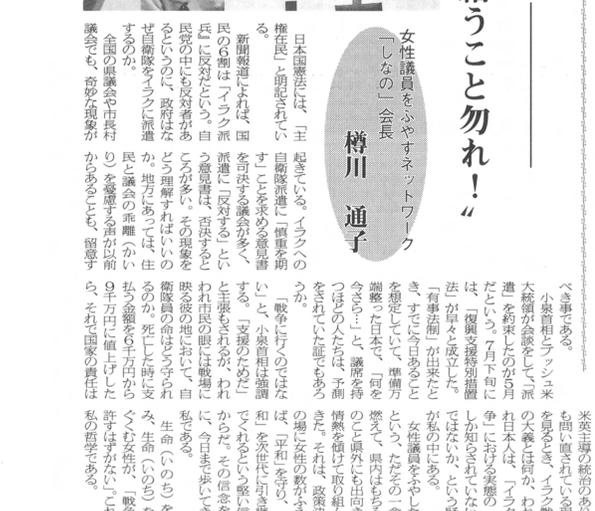 うこと勿れ！〟
女性議員をふやすネットワーク
「しなの」会長
樽川　通子
日本国憲法には、「主
権在民」と明記されてい
る。
新聞報道によれば、国
民の６割は「イラク派
兵』に反対だという。自
民党の中にも反対者があ
るというのに、政府はな
ぜ自衛隊をイラクに派遣
するのか。
全国の県議会や市長村
議会でも、奇妙な現象が
起きている。イラクへの
自衛隊派遣に「慎重を期
す」ことを求める意見書
を可決する議会が多く、
派遣に「反対する」とい
う意見書は、否決すると
ころが多い。その現象を
どう理解すればいいの
か。地方にあっては、住
民と議会の乖離（かい
り）を憂慮する声が以前
からあることも、留意す
べき事である。
小泉首相とブッシュ米
大統領が会談をして、「派
遣」を約束したのが５月
だという。７月下旬に
は、「復興支援特別措置
法」が早々と成立した。
「有事法制」が出来たと
き、すでに今日あること
を想定していて、準備万
端整った日本で、「何を
今さら…」と、議席を持
つほどの人たちは、予測
をされていた証でもあろ
うか。
「戦争に行くのではな
い」と、小泉首相は強調
する。「支援のためだ」
と主張もされるが、われ
われ市民の眼には戦場に
映る彼の地において、自
衛隊員の命はどう守られ
るのか。死亡した時に支
払う金額を６千万円から
９千万円に値上げした
ら、それで国家の責任は
米英主導の統治のあり
も問い直されている現
を見るとき、イラク戦
の大義とは何か、われ
れ日本人は、「イラク
争」における実態の
しか知らされていない
ではないか、という疑
が私の中にある。
女性議員をふやし
という、ただその一念
燃えて、県内はもちろ
のこと県外にも出向き
情熱を傾けて取り組ん
きた。それは、政策決
の場に女性の数がふえ
ば、「平和」を守り、
和」を次世代に引き継
でくれるという堅い信
からだ。その信念を
に、今日まで歩いてき
私である。
生命（いのち）を
み、生命（いのち）を
ぐくむ女性が、「戦争
許すはずがない。これ
私の哲学である。